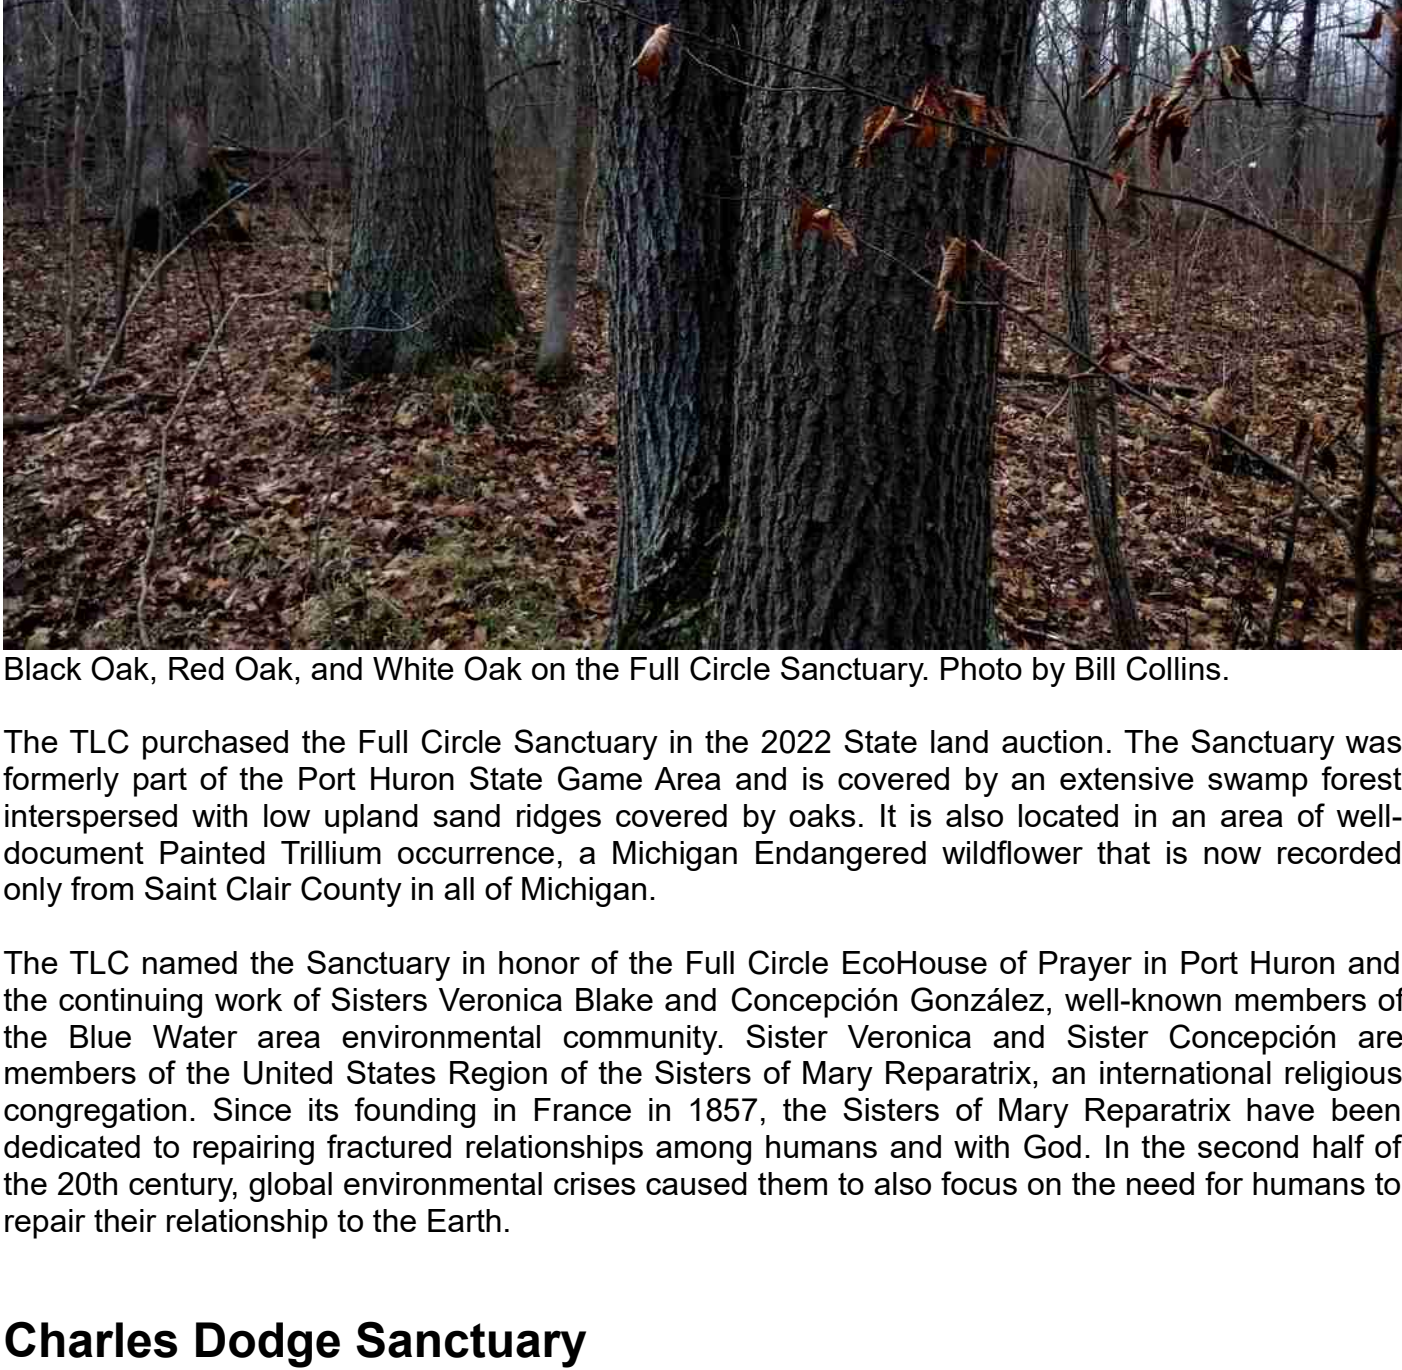 Black Oak, Red Oak, and White Oak on the Full Circle Sanctuary. Photo by Bill Collins.
The TLC purchased the Full Circle Sanctuary in the 2022 State land auction. The Sanctuary was
formerly part of the Port Huron State Game Area and is covered by an extensive swamp forest
interspersed with low upland sand ridges covered by oaks. It is also located in an area of well-
document Painted Trillium occurrence, a Michigan Endangered wildflower that is now recorded
only from Saint Clair County in all of Michigan.
The TLC named the Sanctuary in honor of the Full Circle EcoHouse of Prayer in Port Huron and
the continuing work of Sisters Veronica Blake and Concepción González, well-known members of
the Blue Water area environmental community. Sister Veronica and Sister Concepción are
members of the United States Region of the Sisters of Mary Reparatrix, an international religious
congregation. Since its founding in France in 1857, the Sisters of Mary Reparatrix have been
dedicated to repairing fractured relationships among humans and with God. In the second half of
the 20th century, global environmental crises caused them to also focus on the need for humans to
repair their relationship to the Earth.
Charles Dodge Sanctuary